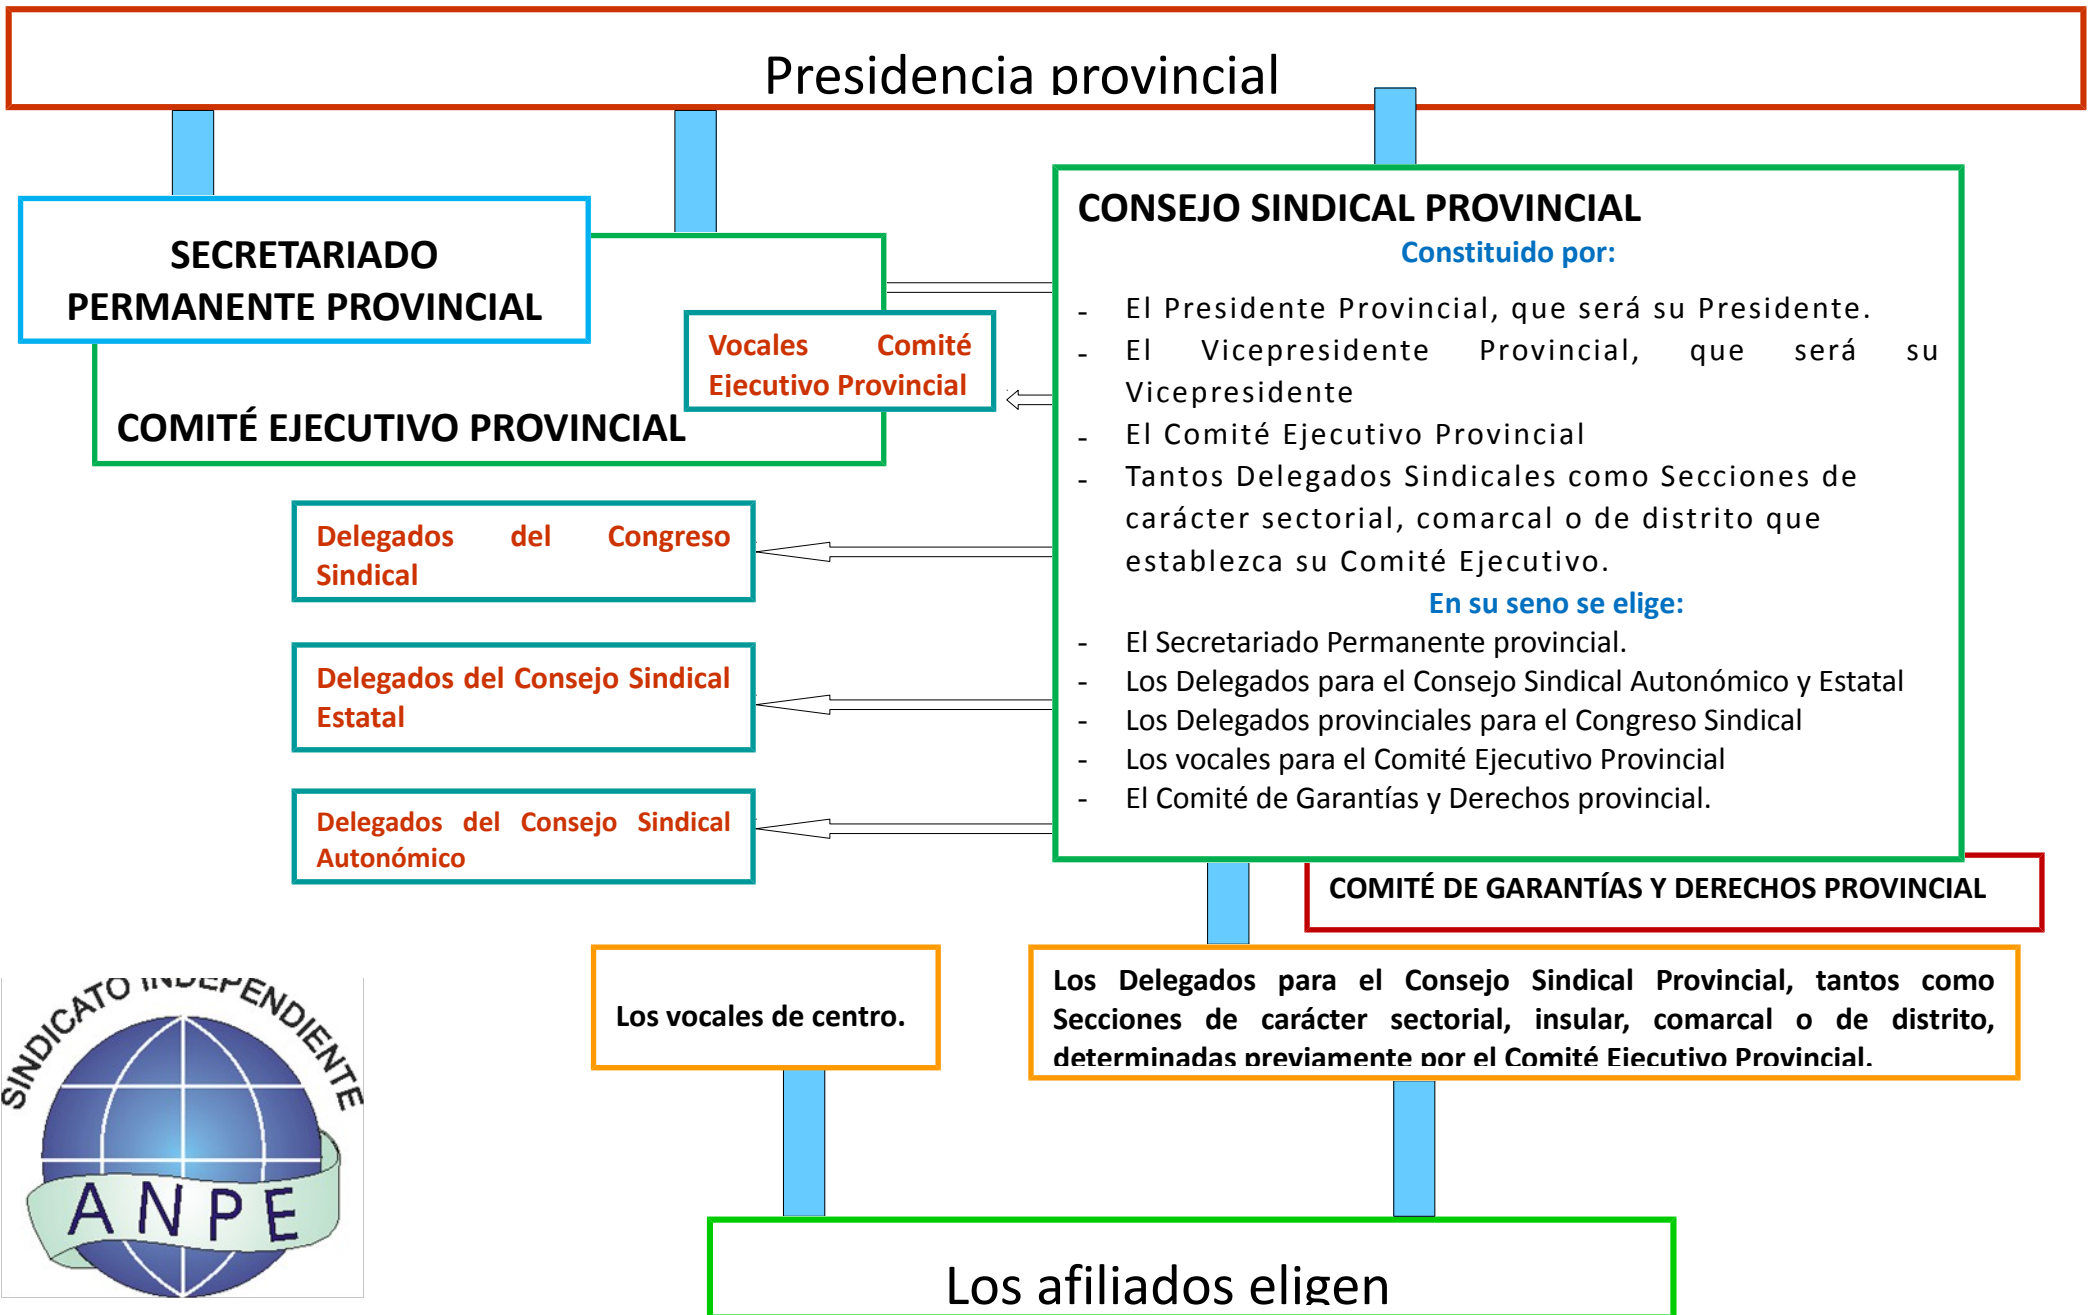 Presidencia provincial
SECRETARIADO
PERMANENTE PROVINCIAL
Vocales Comité
Ejecutivo Provincial
COMITÉ EJECUTIVO PROVINCIAL
CONSEJO SINDICAL PROVINCIAL
Constituido por:
- El Presidente Provincial, que será su Presidente.
- El Vicepresidente Provincial, que será su
Vicepresidente
- El Comité Ejecutivo Provincial
- Tantos Delegados Sindicales como Secciones de
carácter sectorial, comarcal o de distrito que
establezca su Comité Ejecutivo.
En su seno se elige:
- El Secretariado Permanente provincial.
- Los Delegados para el Consejo Sindical Autonómico y Estatal
- Los Delegados provinciales para el Congreso Sindical
- Los vocales para el Comité Ejecutivo Provincial
- El Comité de Garantías y Derechos provincial.
Delegados del Congreso
Sindical
Delegados del Consejo Sindical
Estatal
Delegados del Consejo Sindical
Autonómico
COMITÉ DE GARANTÍAS Y DERECHOS PROVINCIAL
Los vocales de centro.
Los Delegados para el Consejo Sindical Provincial, tantos como
Secciones de carácter sectorial, insular, comarcal o de distrito,
determinadas previamente por el Comité Ejecutivo Provincial.
SINDICATO INDEPENDIENTE
ANPE
Los afiliados eligen